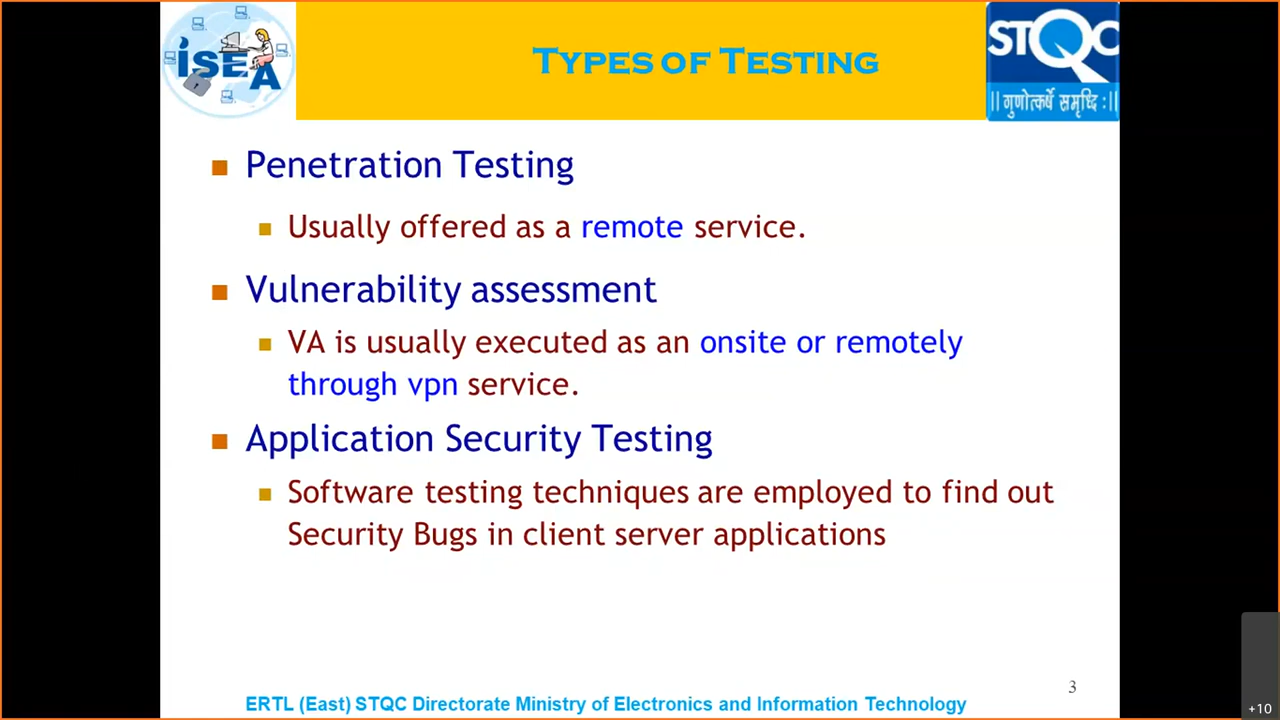 ISEA
TYPES OF TESTING
STQC
॥ गुणोत्कर्षे समृध्दि : ॥
Penetration Testing
Usually offered as a remote service.
Vulnerability assessment
VA is usually executed as an onsite or remotely
through vpn service.
Application Security Testing
Software testing techniques are employed to find out
Security Bugs in client server applications
3
ERTL (East) STQC Directorate Ministry of Electronics and Information Technology
+10